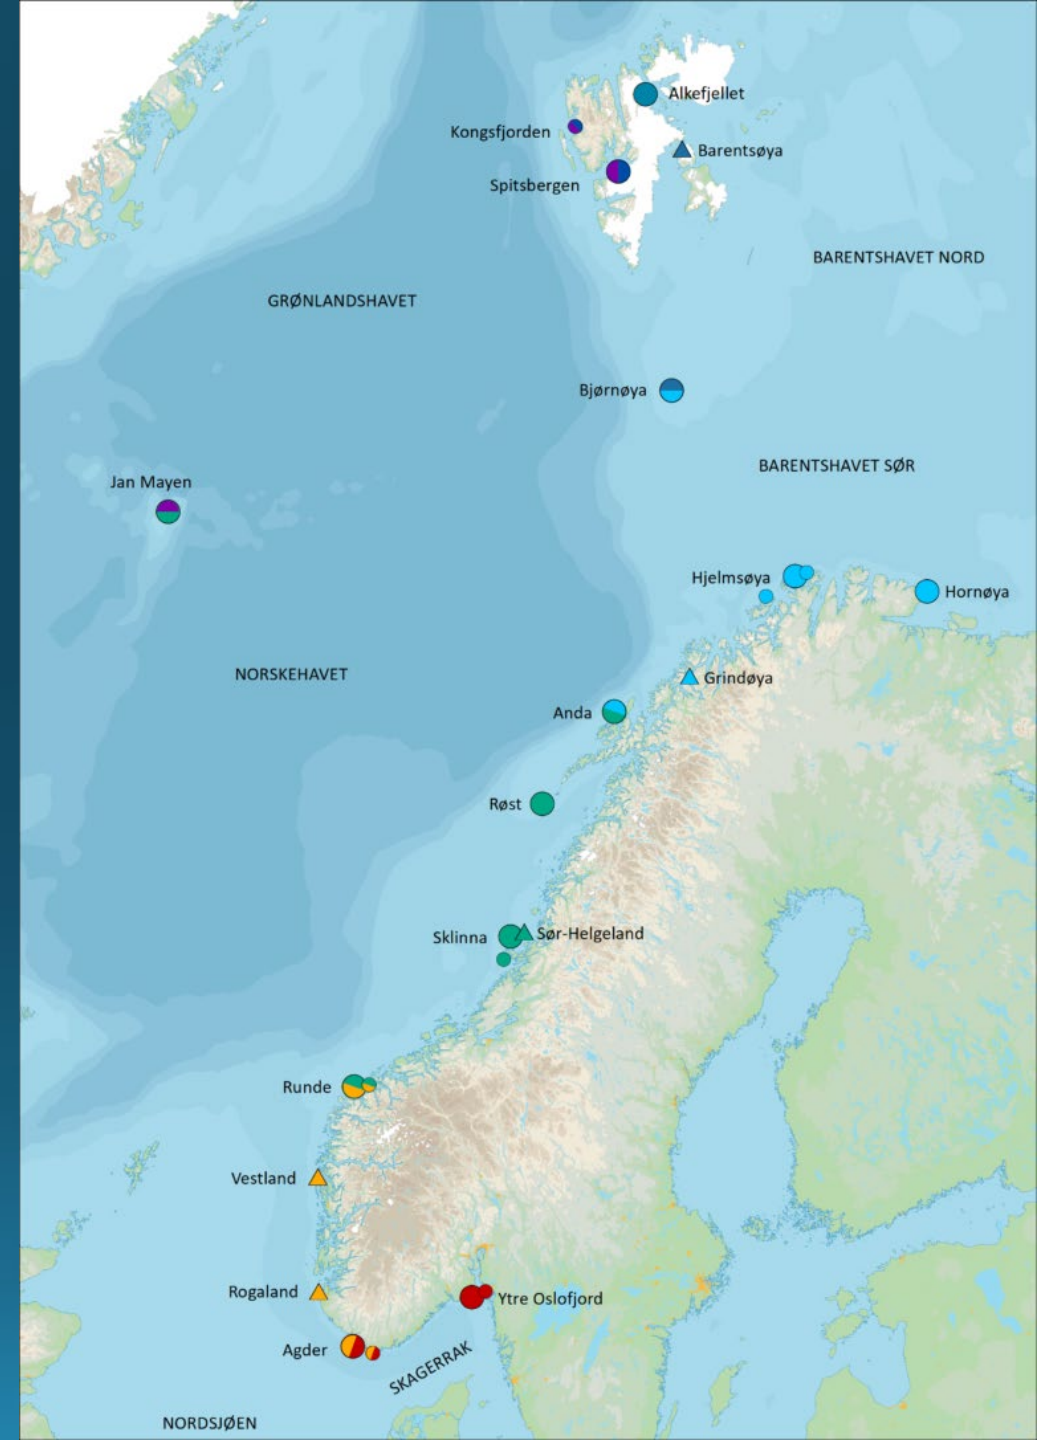 Alkefjellet
Kongsfjorden
Barentsøya
Spitsbergen
BARENTSHAVET NORD
GRØNLANDSHAVET
Bjørnøya
BARENTSHAVET SØR
Jan Mayen
Hjelmsøya
Hornøya
NORSKEHAVET
Grindøya
Anda
Røst
Sklinna
Sør-Helgeland
Runde
Vestland
Rogaland
Ytre Oslofjord
Agder
SKAGERRAK
NORDSJØEN